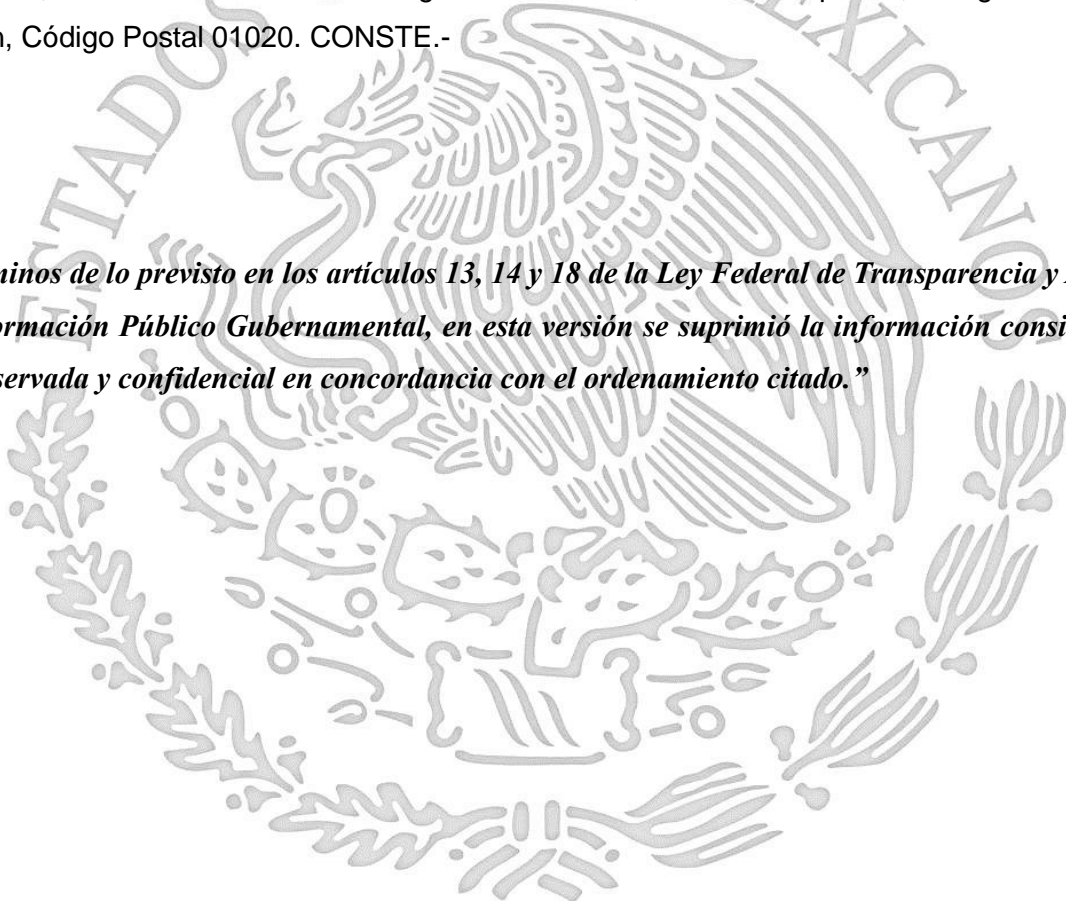 n, Código Postal 01020. CONSTE.-
ESTADOS MEXICANOS
minos de lo previsto en los artículos 13, 14 y 18 de la Ley Federal de Transparencia y
ormación Público Gubernamental, en esta versión se suprimió la información consi
servada y confidencial en concordancia con el ordenamiento citado.”